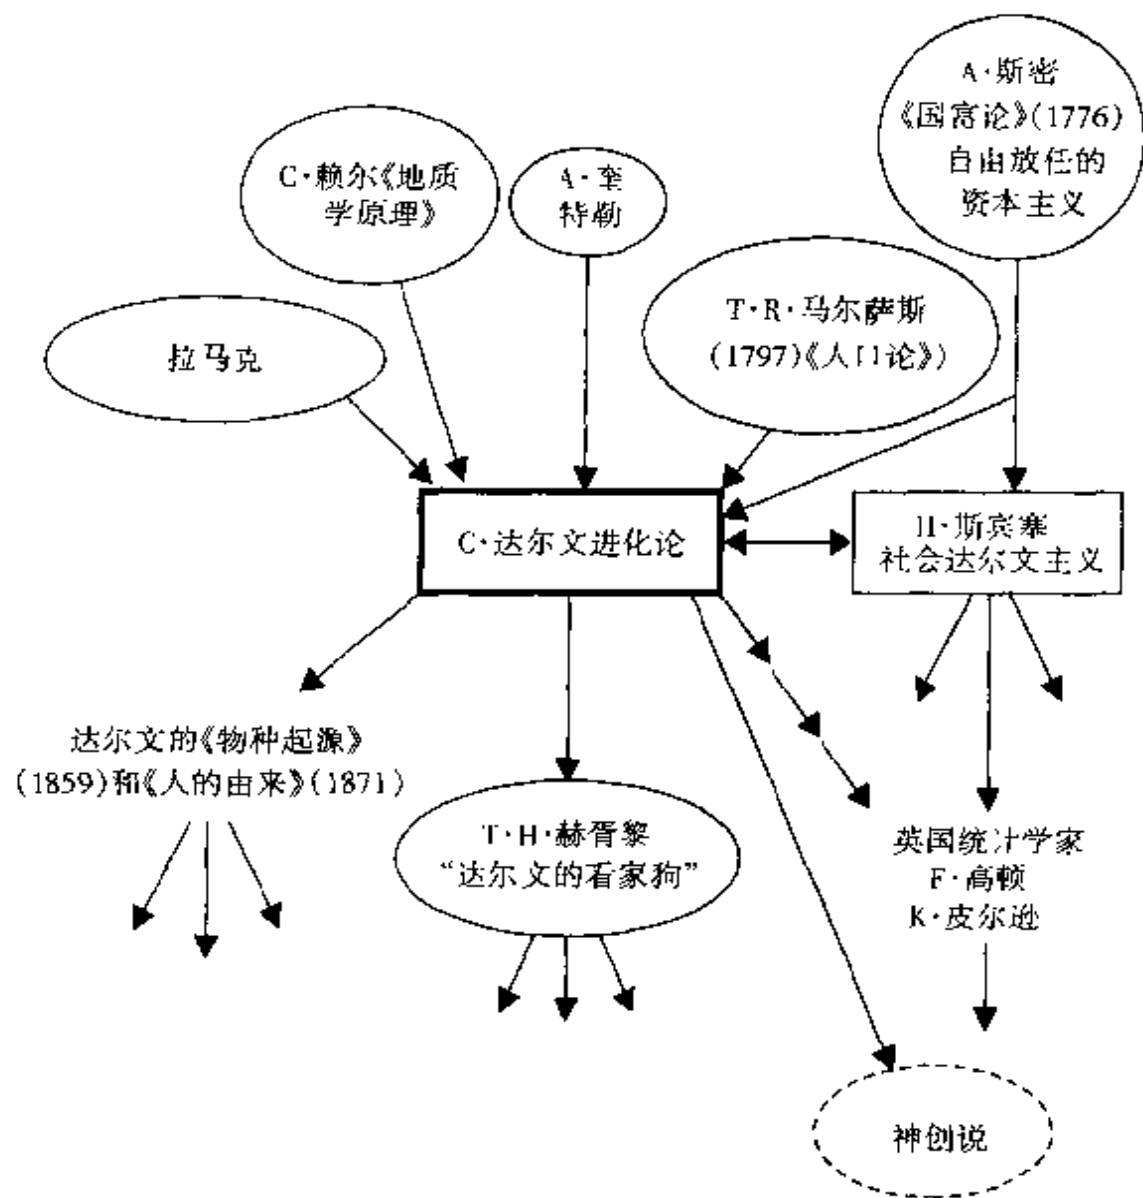 A·斯密
《国富论》(1776)
自由放任的
资本主义
C·赖尔《地质
学原理》
A·奎
特勒
T·R·马尔萨斯
(1797)《人口论》)
拉马克
C·达尔文进化论
H·斯宾塞
社会达尔文主义
达尔文的《物种起源》
(1859)和《人的由来》(1871)
T·H·赫胥黎
“达尔文的看家狗”
英国统计学家
F·高顿
K·皮尔逊
神创说